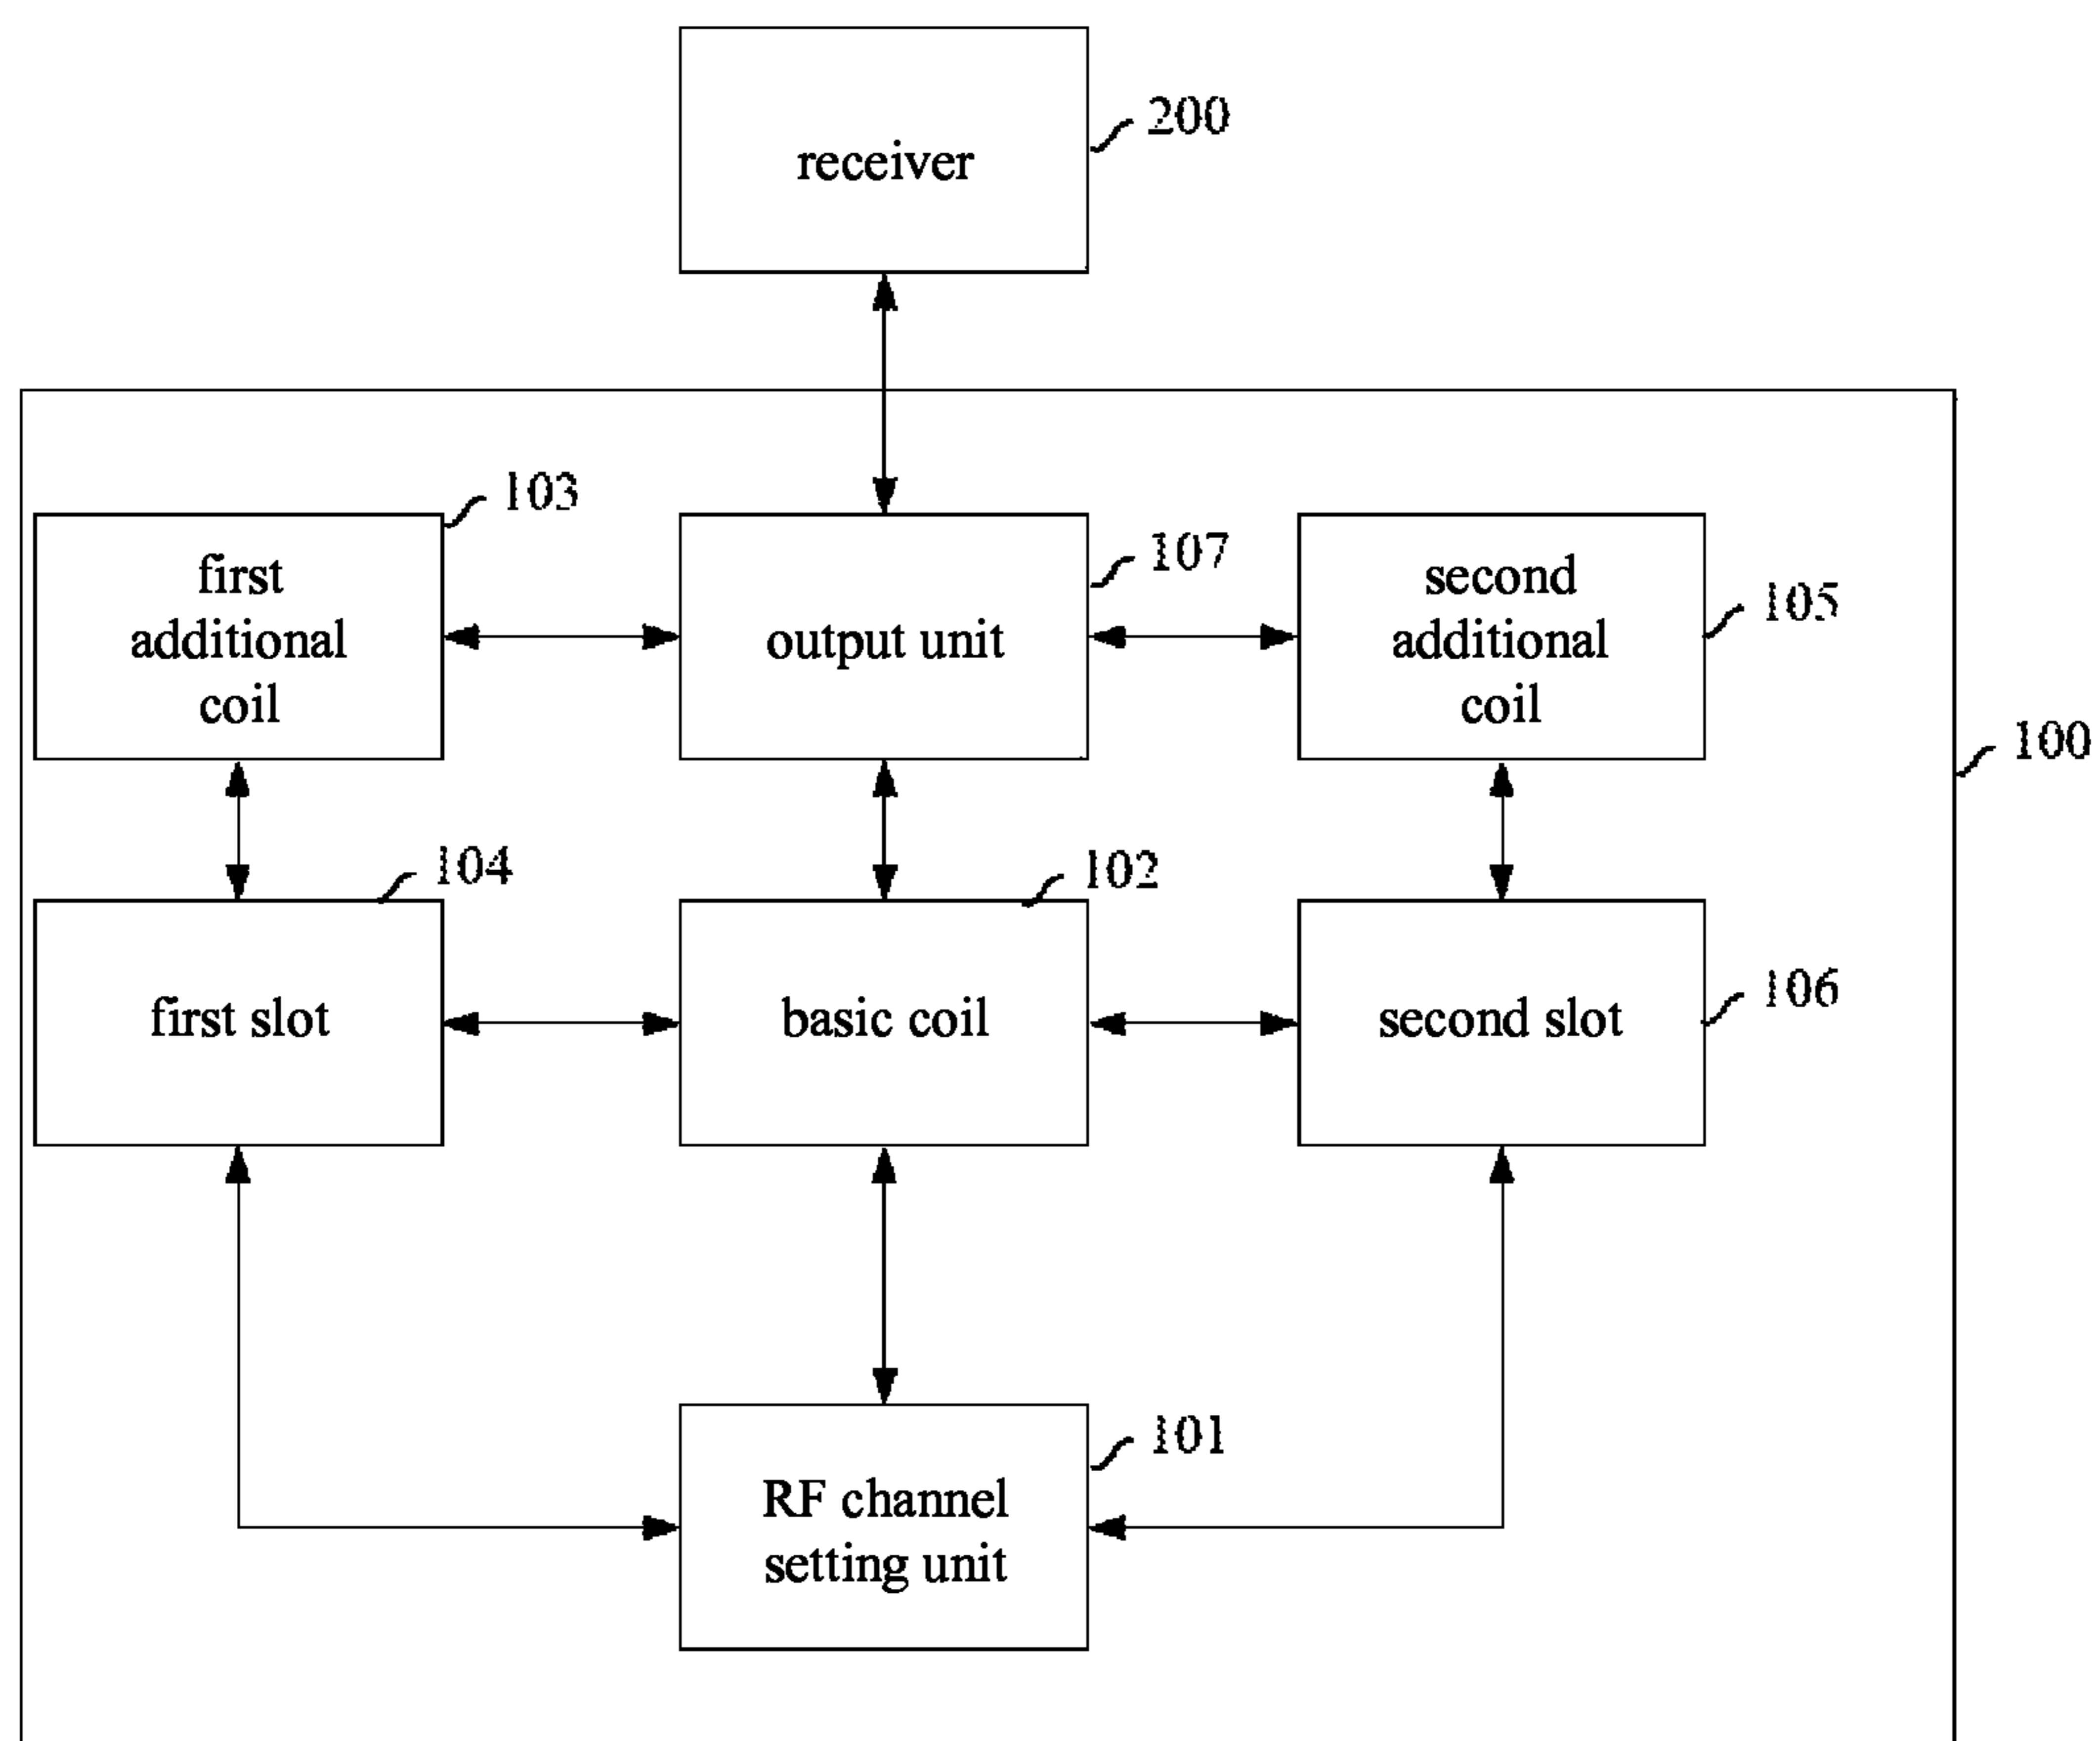 200
receiver
103
first
additional
coil
107
output unit
second
additional
coil
105
100
104
first slot
102
basic coil
second slot
106
101
RF channel
setting unit